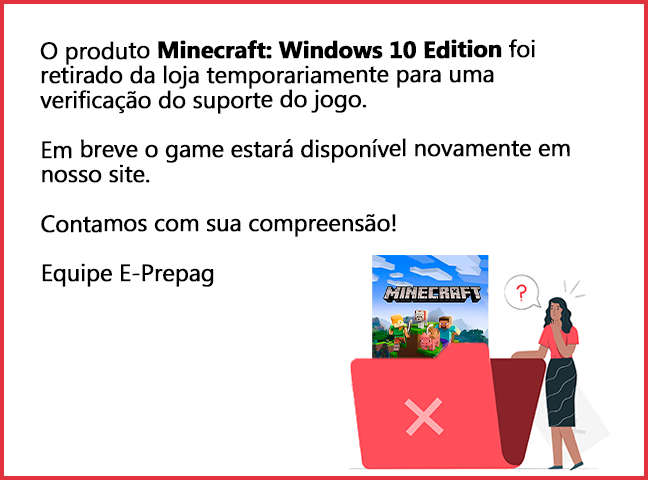 O produto Minecraft: Windows 10 Edition foi
retirado da loja temporariamente para uma
verificação do suporte do jogo.
Em breve o game estará disponível novamente em
nosso site.
Contamos com sua compreensão!
Equipe E-Prepag
MINECRAFT
?